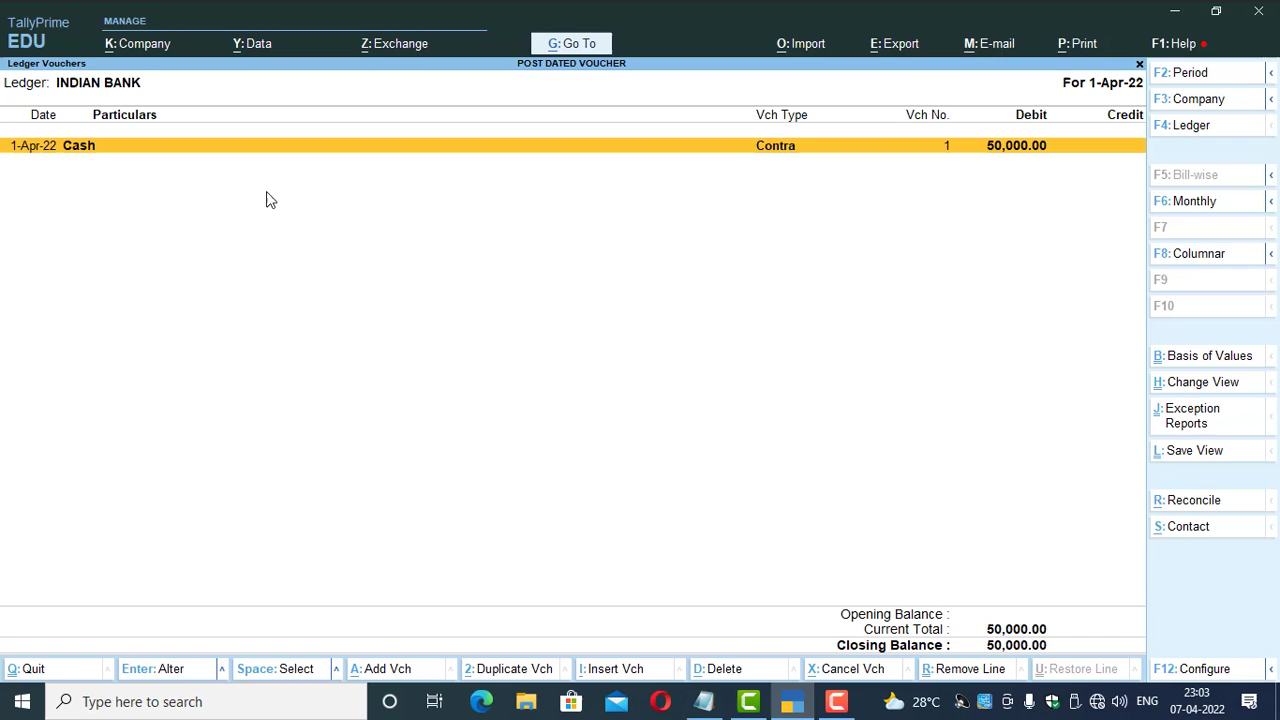 TallyPrime
EDU
MANAGE
K: Company
Y: Data
Z: Exchange
G: Go To
O: Import
E: Export
M: E-mail
P: Print
F1: Help
Ledger Vouchers
POST DATED VOUCHER
Ledger: INDIAN BANK
For 1-Apr-22
Date Particulars Vch Type Vch No. Debit Credit
1-Apr-22 Cash Contra 1 50,000.00
Opening Balance :
Current Total : 50,000.00
Closing Balance : 50,000.00
F2: Period
F3: Company
F4: Ledger
F5: Bill-wise
F6: Monthly
F7
F8: Columnar
F9
F10
B: Basis of Values
H: Change View
J: Exception
Reports
L: Save View
R: Reconcile
S: Contact
Q: Quit
Enter: Alter
Space: Select
A: Add Vch
2: Duplicate Vch
I: Insert Vch
D: Delete
X: Cancel Vch
R: Remove Line
U: Restore Line
F12: Configure
Type here to search
28°C
ENG
23:03
07-04-2022